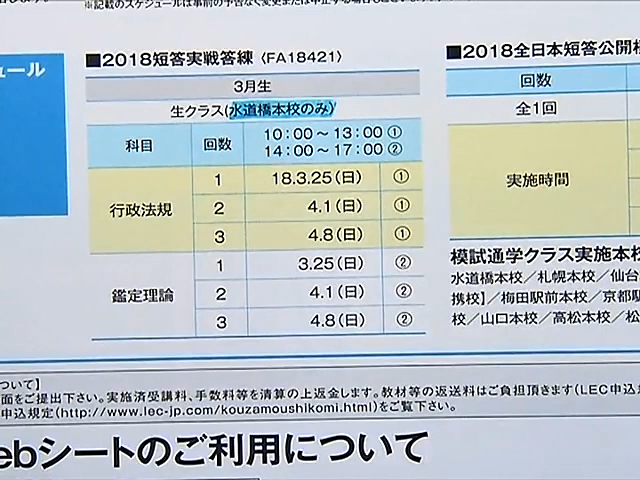 ※記載のスケジュールは事前の予告なく変更または中止する場合
ュール
■2018短答実戦答練〈FA18421〉
3月生
生クラス(水道橋本校のみ)
科目 回数 10:00～13:00① 14:00～17:00②
行政法規
1 18.3.25(日) ①
2 4.1(日) ①
3 4.8(日) ①
鑑定理論
1 3.25(日) ②
2 4.1(日) ②
3 4.8(日) ②
■2018全日本短答公開模
回数
全1回
実施時間
模試通学クラス実施本校
水道橋本校／札幌本校／仙台
携校】／梅田駅前本校／京都駅
校／山口本校／高松本校／松
ついて】
面をご提出下さい。実施済受講料、手数料等を清算の上返金します。教材等の返送料はご負担頂きます(LEC申込
申込規定(http://www.lec-jp.com/kouzamoushikomi.html)をご覧下さい。
ebシートのご利用について